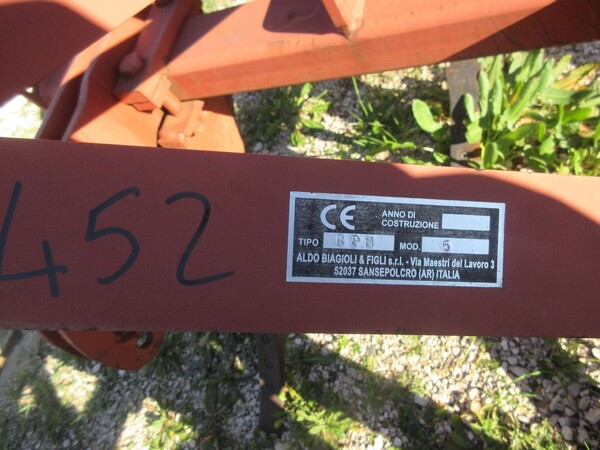 452
CE ANNO DI COSTRUZIONE
TIPO MOD. 5
ALDO BIAGIOLI & FIGLI s.r.l. - Via Maestri del Lavoro 3
52037 SANSEPOLCRO (AR) ITALIA